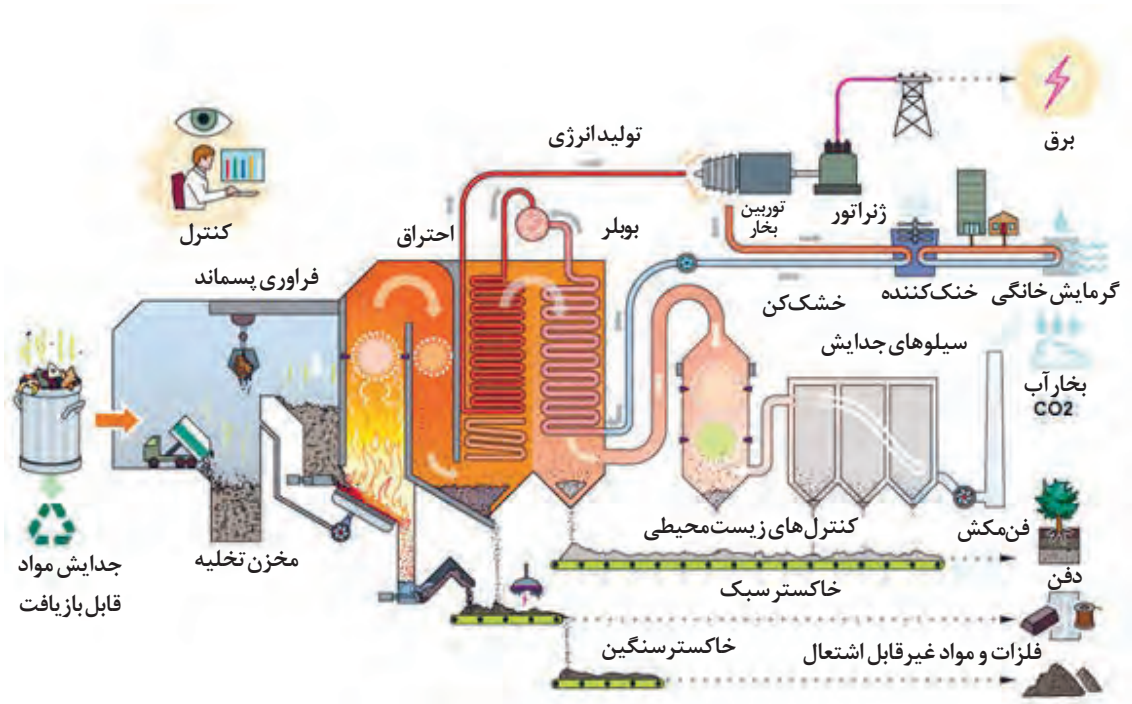 برق
تولید انرژی
ژنراتور
توربین
بخار
بویلر
احتراق
کنترل
فراوری پسماند
گرمایش خانگی
خنک‌کننده
خشک‌کن
سیلوهای جدایش
بخار آب
CO2
کنترل‌های زیست‌محیطی
فن مکش
مخزن تخلیه
جدایش مواد
قابل بازیافت
دفن
خاکستر سبک
فلزات و مواد غیرقابل اشتعال
خاکستر سنگین